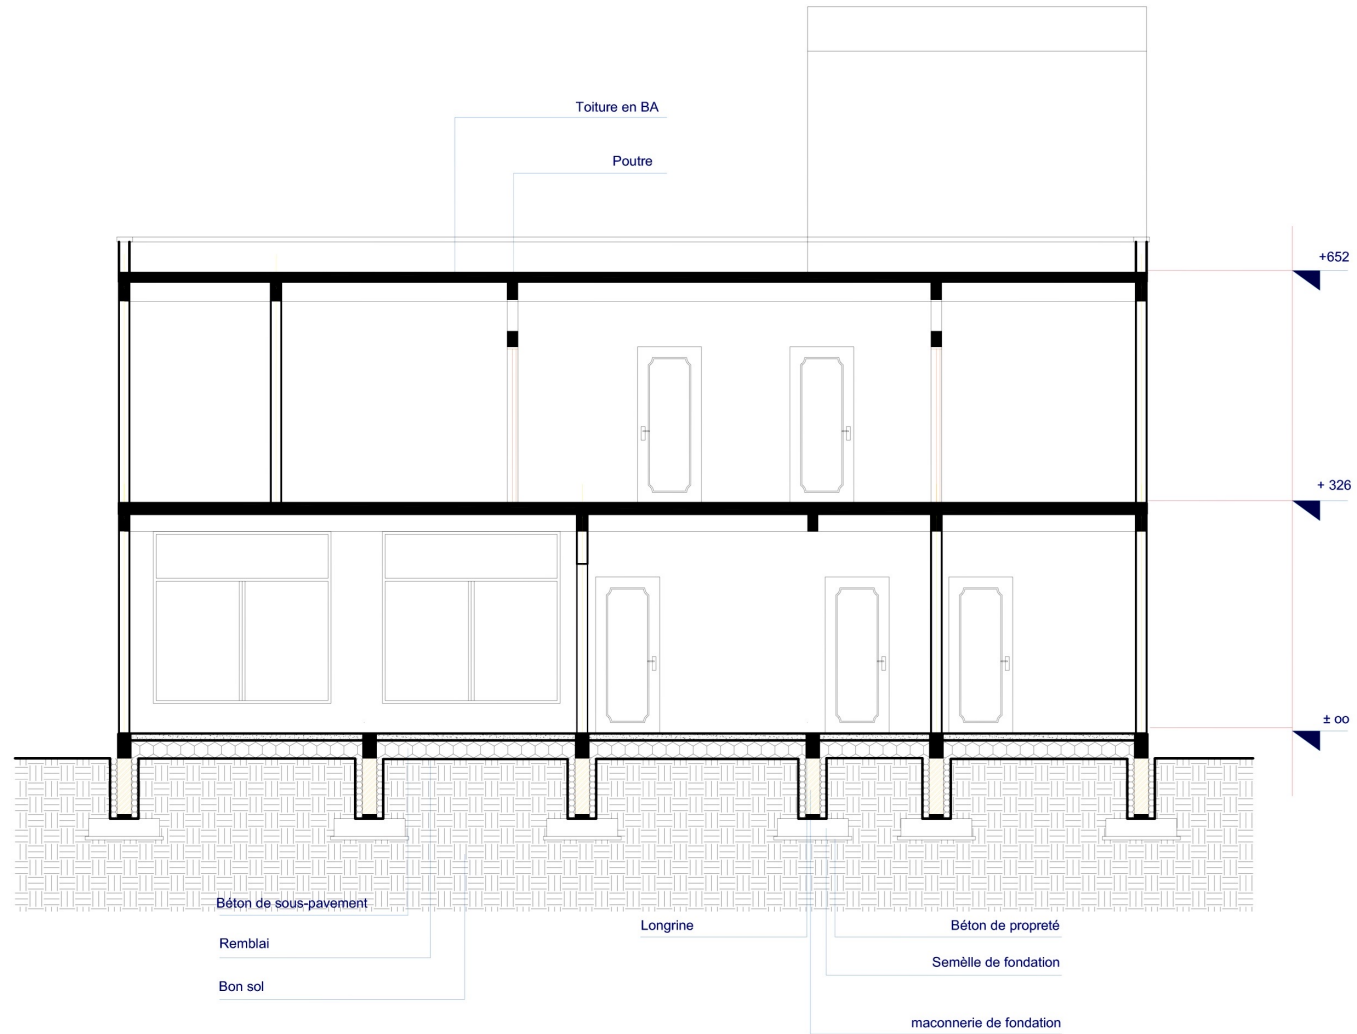 Toiture en BA
Poutre
+652
+ 326
± oo
Béton de sous-pavement
Remblai
Bon sol
Longrine
Béton de propreté
Semèlle de fondation
maconnerie de fondation